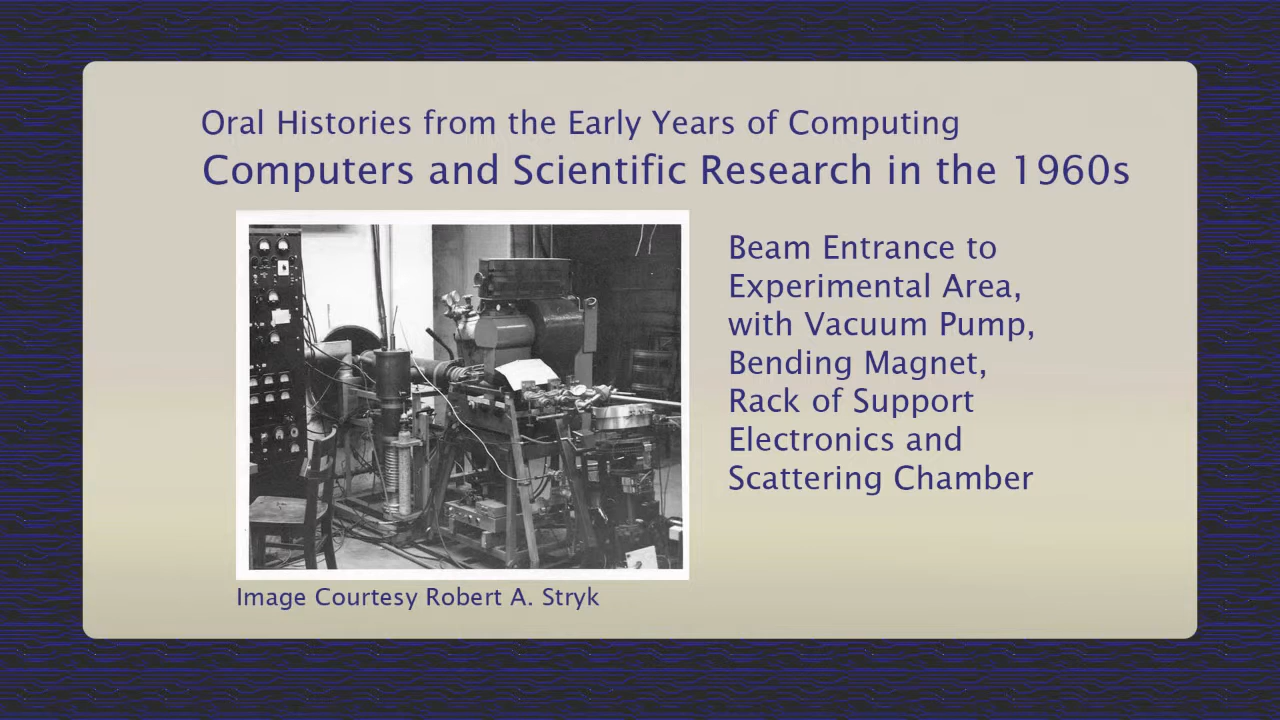 Oral Histories from the Early Years of Computing
Computers and Scientific Research in the 1960s
Beam Entrance to
Experimental Area,
with Vacuum Pump,
Bending Magnet,
Rack of Support
Electronics and
Scattering Chamber
Image Courtesy Robert A. Stryk